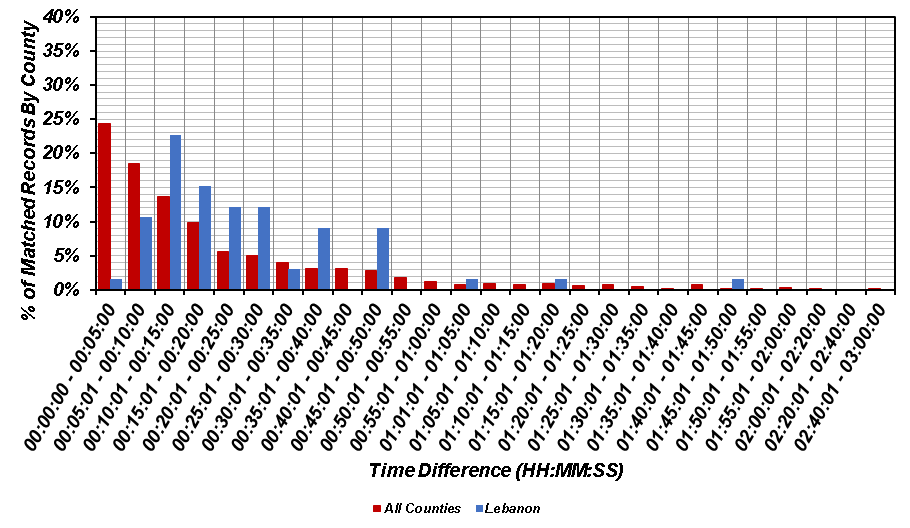 % of Matched Records By County
40%
35%
30%
25%
20%
15%
10%
5%
0%
00:00:00 - 00:05:00
00:05:01 - 00:10:00
00:10:01 - 00:15:00
00:15:01 - 00:20:00
00:20:01 - 00:25:00
00:25:01 - 00:30:00
00:30:01 - 00:35:00
00:35:01 - 00:40:00
00:40:01 - 00:45:00
00:45:01 - 00:50:00
00:50:01 - 00:55:00
00:55:01 - 01:00:00
01:01:01 - 01:05:00
01:05:01 - 01:10:00
01:10:01 - 01:15:00
01:15:01 - 01:20:00
01:20:01 - 01:25:00
01:25:01 - 01:30:00
01:30:01 - 01:35:00
01:35:01 - 01:40:00
01:40:01 - 01:45:00
01:45:01 - 01:50:00
01:50:01 - 01:55:00
01:55:01 - 02:00:00
02:00:01 - 02:20:00
02:20:01 - 02:40:00
02:40:01 - 03:00:00
Time Difference (HH:MM:SS)
All Counties
Lebanon